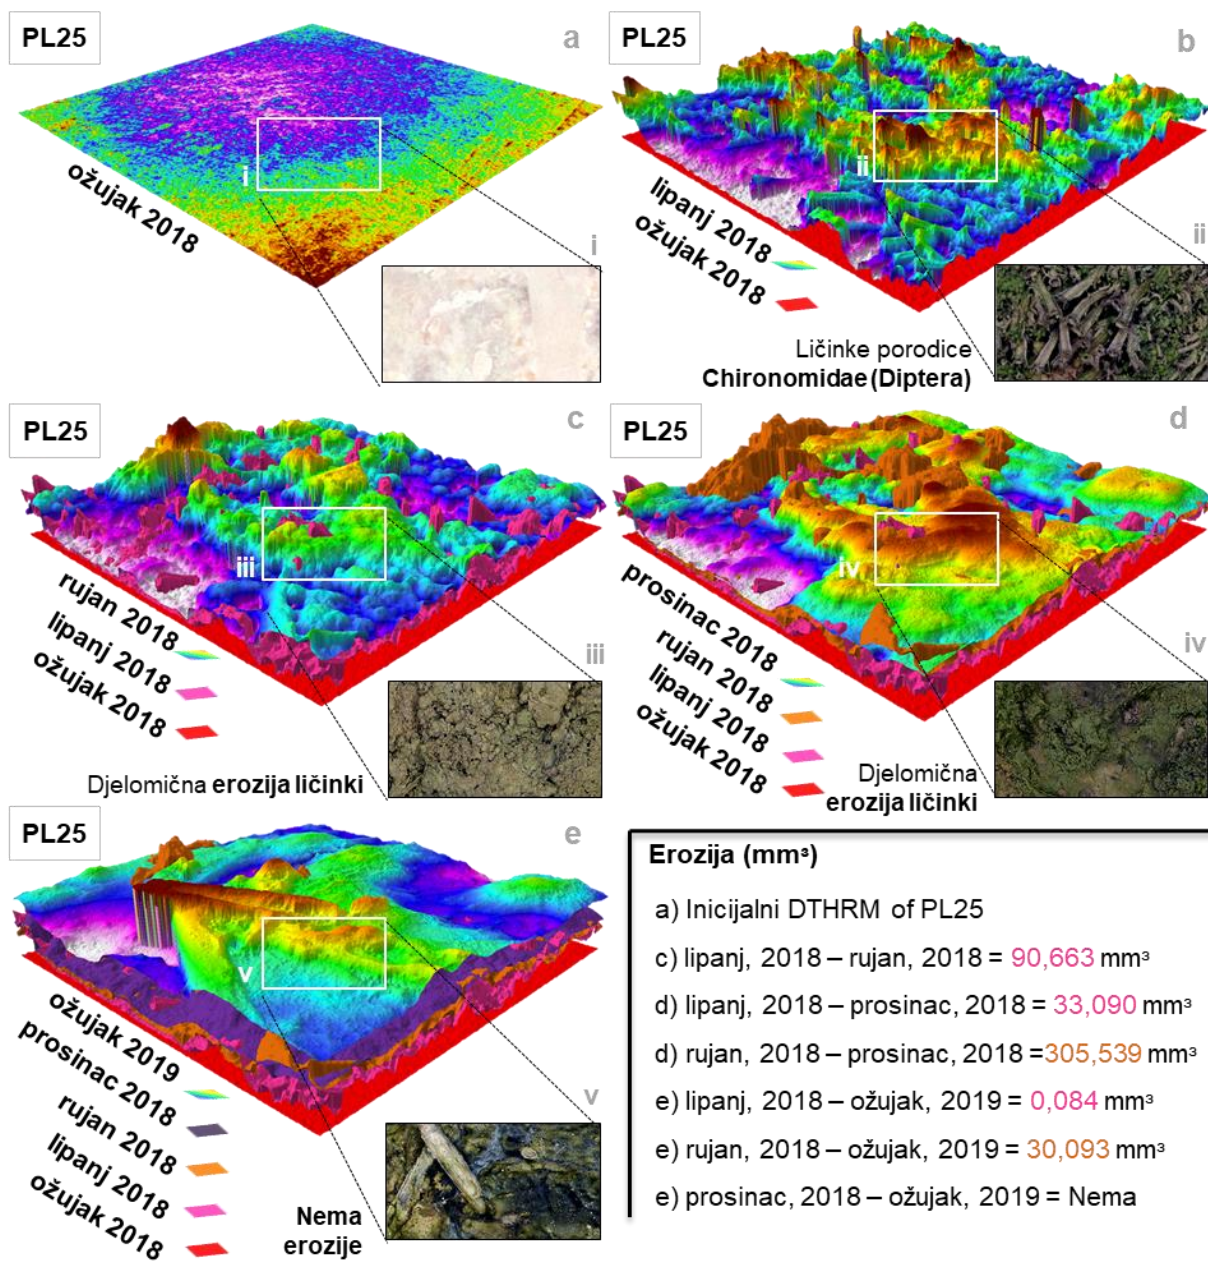 PL25
a
i
ožujak 2018
i
PL25
b
ii
lipanj 2018
ožujak 2018
ii
Ličinke porodice
Chironomidae (Diptera)
PL25
c
iii
rujan 2018
lipanj 2018
ožujak 2018
iii
Djelomična erozija ličinki
PL25
d
iv
prosinac 2018
rujan 2018
lipanj 2018
ožujak 2018
iv
Djelomična
erozija ličinki
PL25
e
v
ožujak 2019
prosinac 2018
rujan 2018
lipanj 2018
ožujak 2018
v
Nema
erozije
Erozija (mm³)
a) Inicijalni DTHRM of PL25
c) lipanj, 2018 – rujan, 2018 = 90,663 mm³
d) lipanj, 2018 – prosinac, 2018 = 33,090 mm³
d) rujan, 2018 – prosinac, 2018 =305,539 mm³
e) lipanj, 2018 – ožujak, 2019 = 0,084 mm³
e) rujan, 2018 – ožujak, 2019 = 30,093 mm³
e) prosinac, 2018 – ožujak, 2019 = Nema